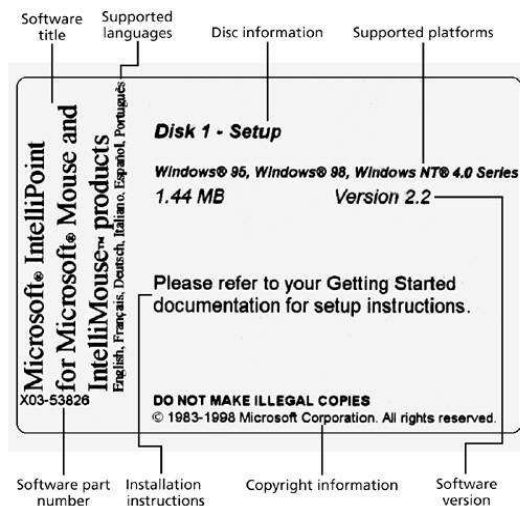 Software
title
Supported
languages
Disc information
Supported platforms
Microsoft® IntelliPoint
for Microsoft® Mouse and
IntelliMouse™ products
English, Français, Deutsch, Italiano, Español, Português
Disk 1 - Setup
Windows® 95, Windows® 98, Windows NT® 4.0 Series
1.44 MB Version 2.2
Please refer to your Getting Started
documentation for setup instructions.
X03-53826
DO NOT MAKE ILLEGAL COPIES
© 1983-1998 Microsoft Corporation. All rights reserved.
Software part
number
Installation
instructions
Copyright information
Software
version